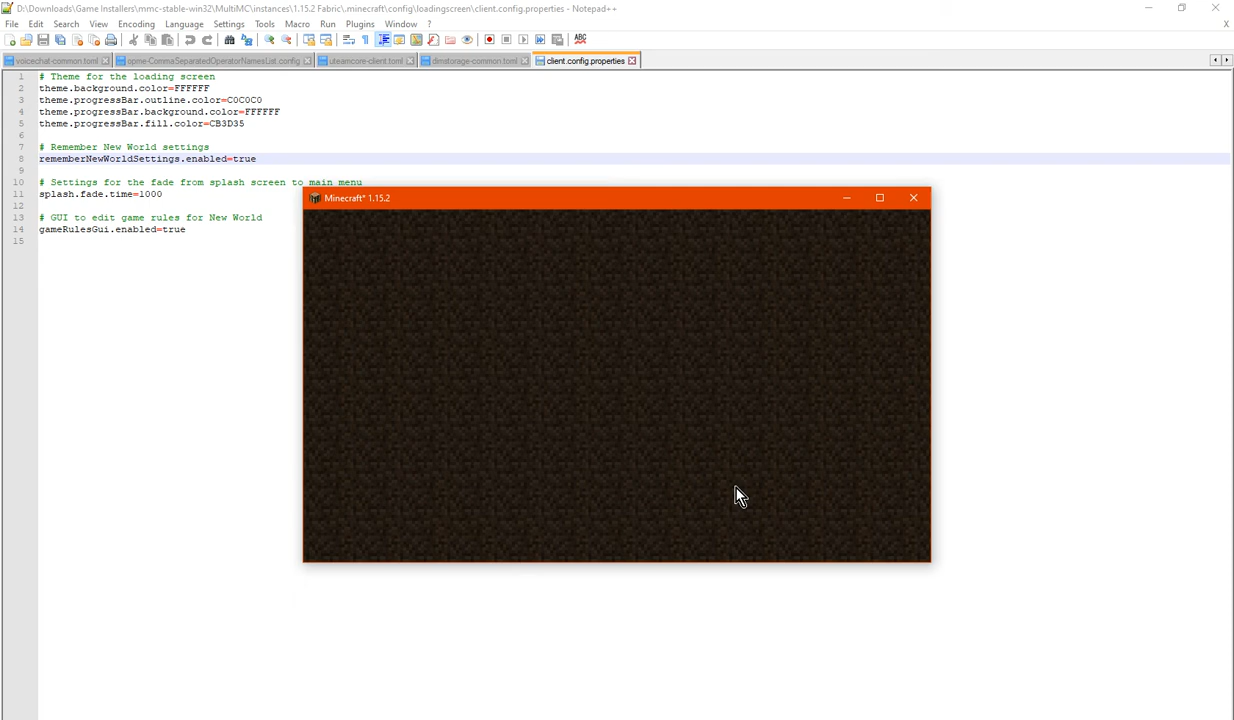 D:\Downloads\Game Installers\mmc-stable-win32\MultiMC\instances\1.15.2 Fabric\.minecraft\config\loadingscreen\client.config.properties - Notepad++
File Edit Search View Encoding Language Settings Tools Macro Run Plugins Window ? X
ABC
voicechat-common.toml opme-CommaSeparatedOperatorNamesList.config uteamcore-client.toml dmstorage-common.toml client.config.properties
1 # Theme for the loading screen
2 theme.background.color=FFFFFF
3 theme.progressBar.outline.color=C0C0C0
4 theme.progressBar.background.color=FFFFFF
5 theme.progressBar.fill.color=CB3D35
6
7 # Remember New World settings
8 rememberNewWorldSettings.enabled=true
9
10 # Settings for the fade from splash screen to main menu
11 splash.fade.time=1000
12
13 # GUI to edit game rules for New World
14 gameRulesGui.enabled=true
15
Minecraft* 1.15.2